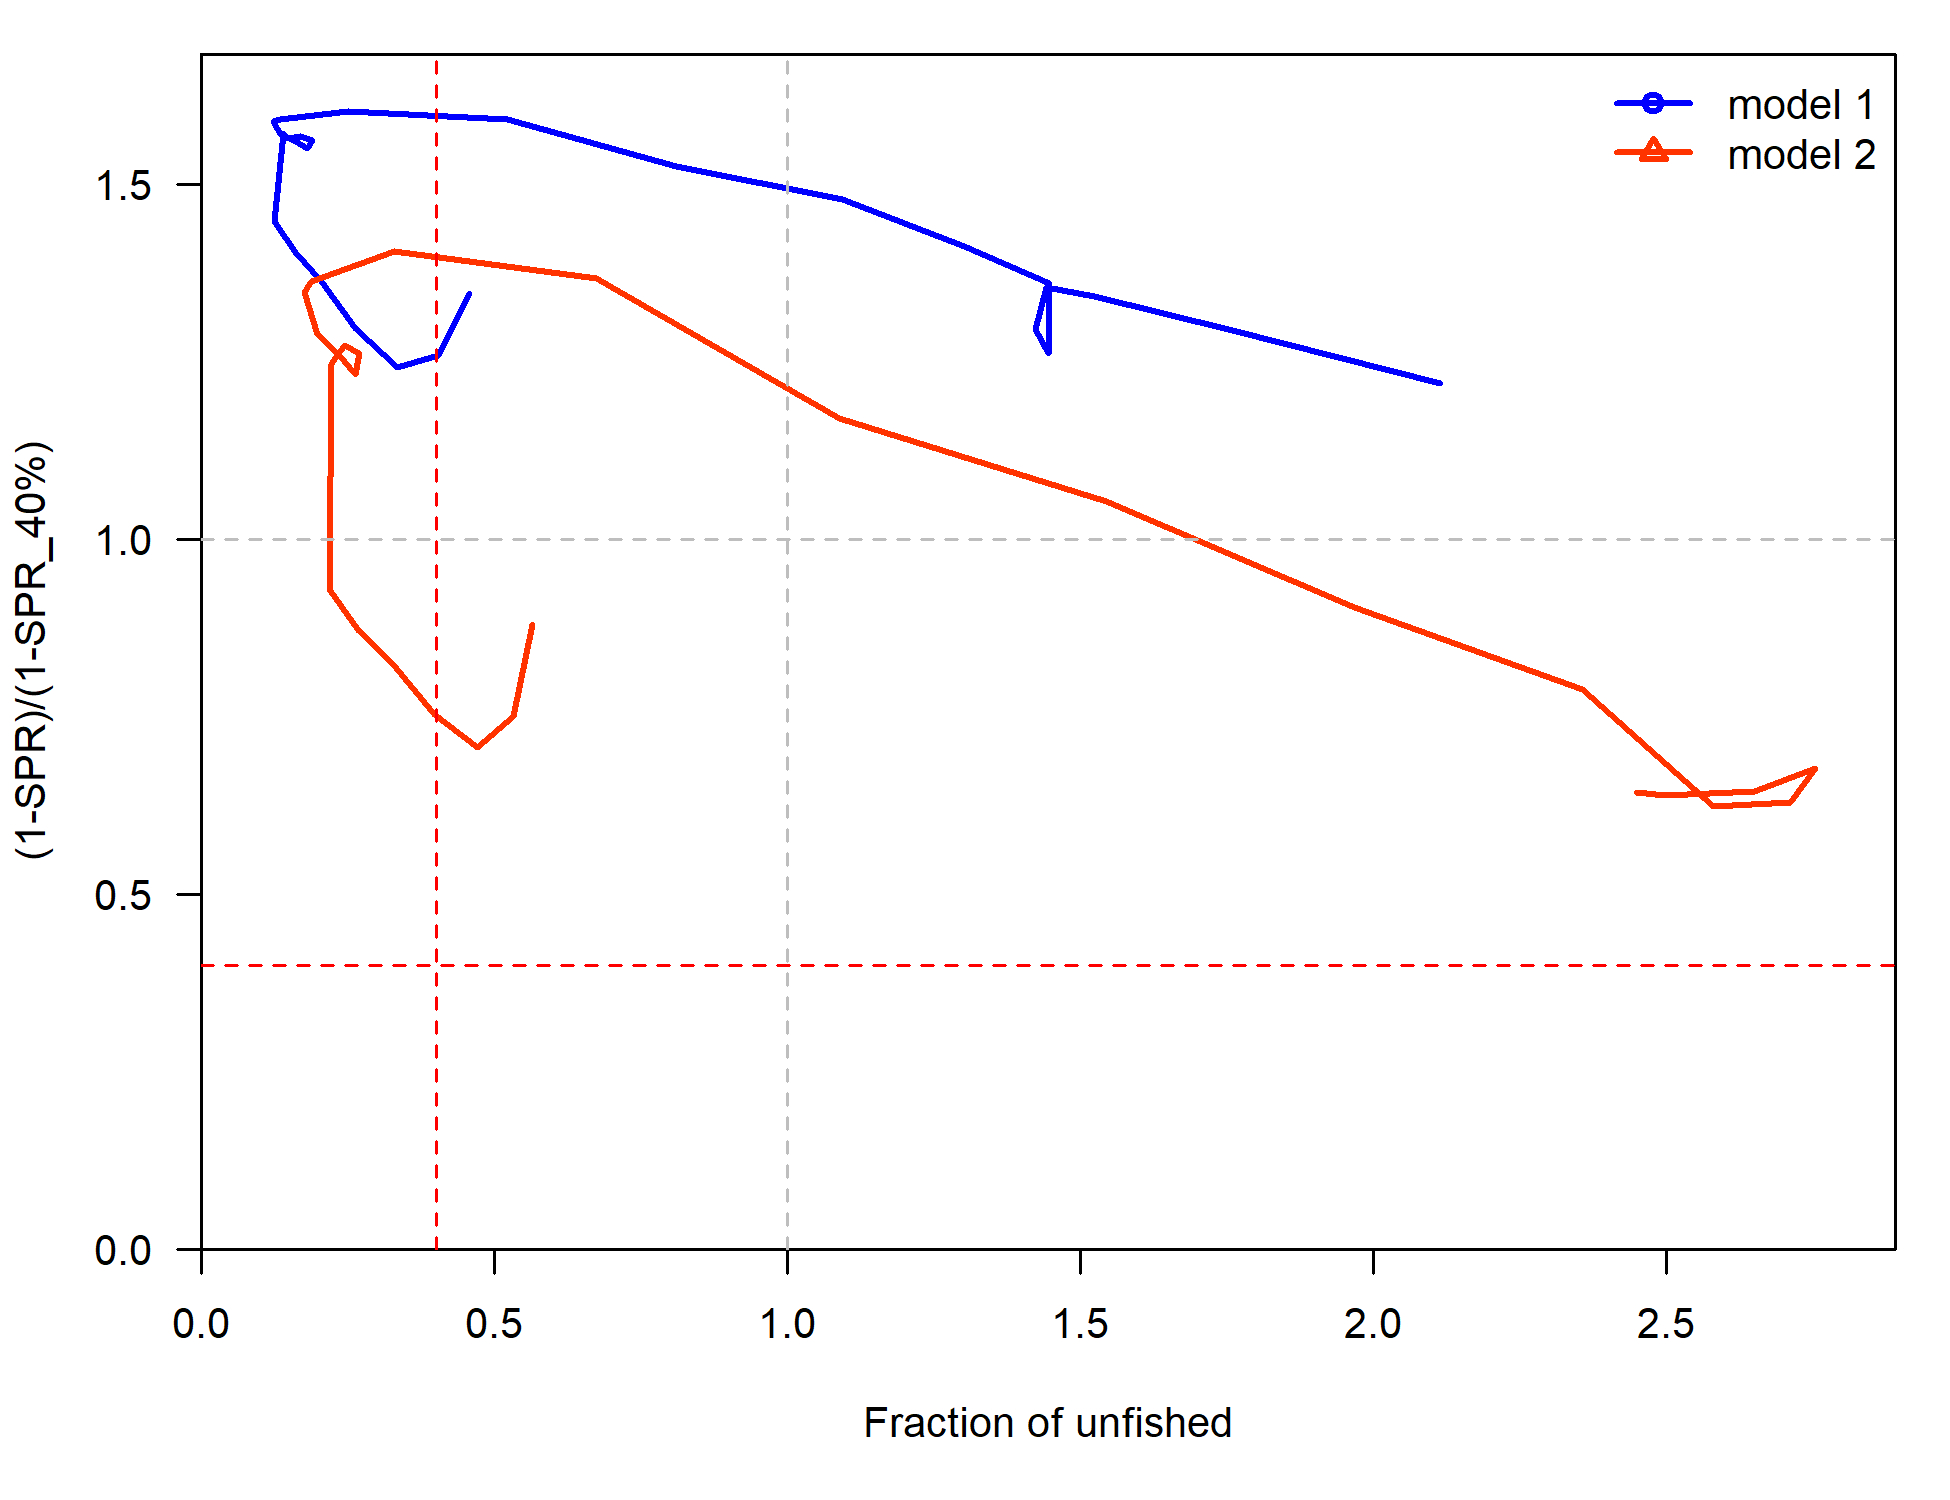 model 1
model 2
1.5
1.0
0.5
0.0
(1-SPR)/(1-SPR_40%)
0.0 0.5 1.0 1.5 2.0 2.5
Fraction of unfished